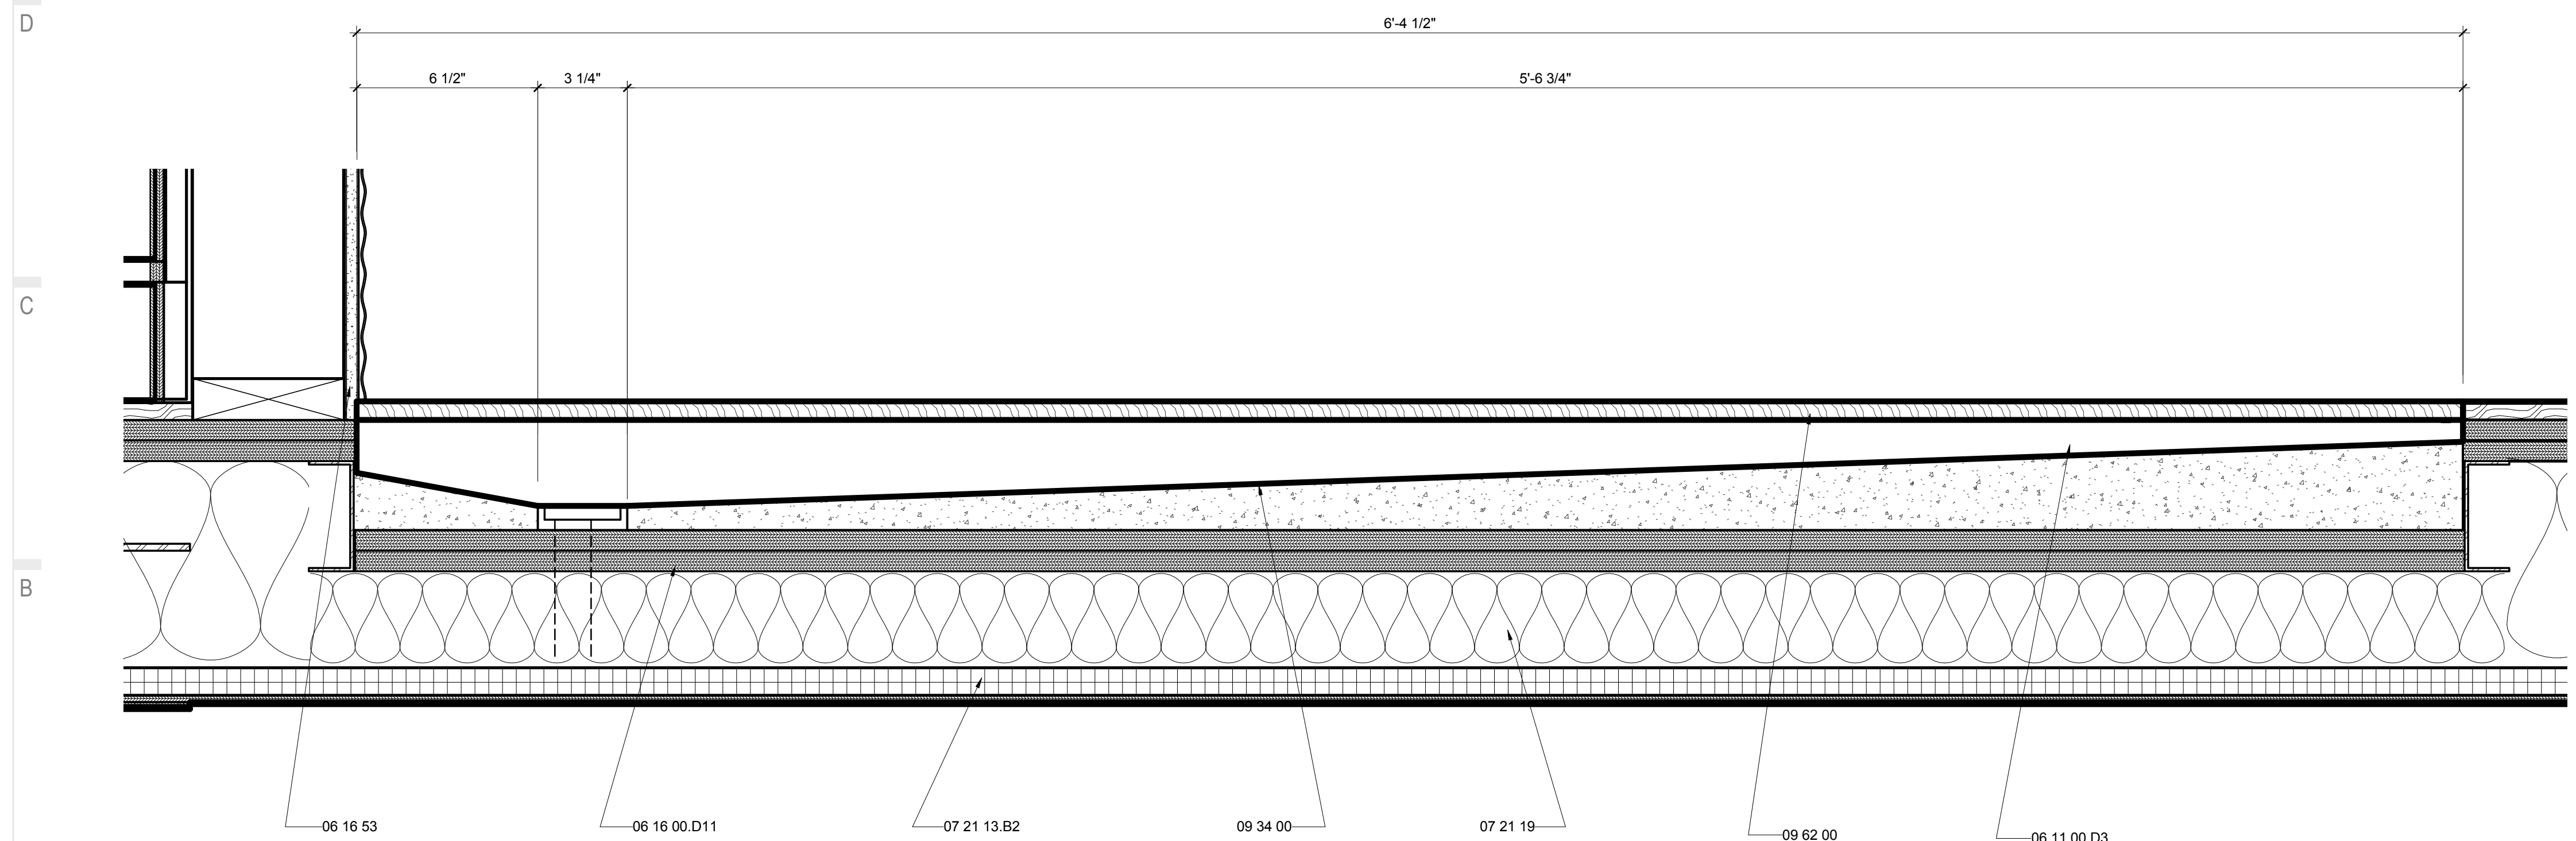 D
6'-4 1/2"
6 1/2"
3 1/4"
5'-6 3/4"
C
B
06 16 53
06 16 00.D11
07 21 13.B2
09 34 00
07 21 19
09 62 00
06 11 00.D3